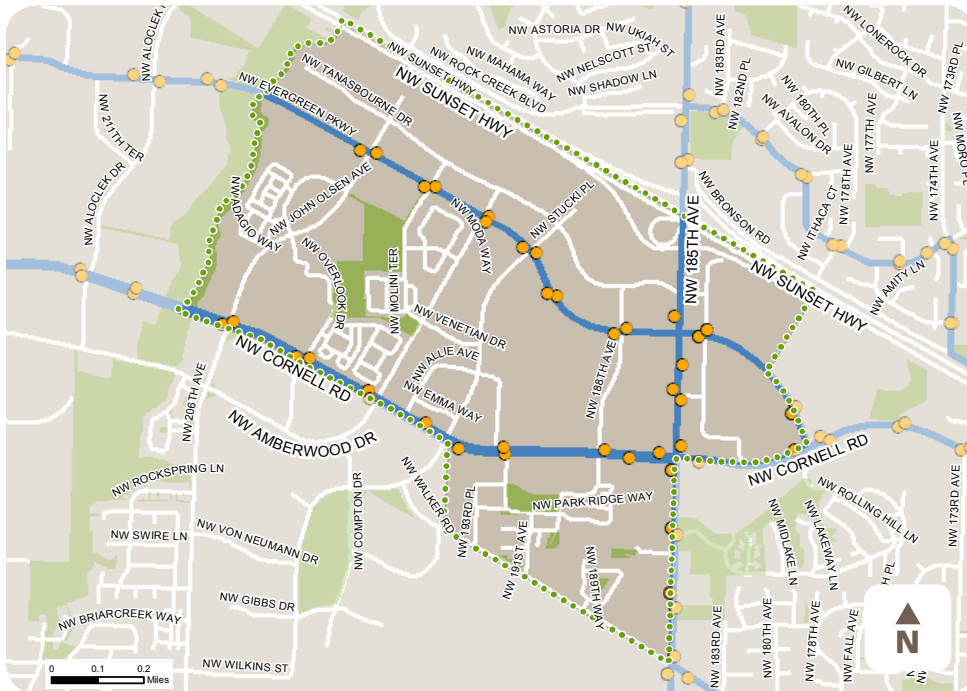 NW ALOCLEK
NW ASTORIA DR
NW UKIAH ST
NW 183RD AVE
NW LONEROCK DR
NW SUNSET HWY
NW ROCK CREEK BLVD
NW MAHAMA WAY
NW NELSCOTT ST
NW SHADOW LN
NW 182ND PL
NW GILBERT LN
NW 173RD PL
NW TANASBOURNE DR
NW SUNSET HWY
NW EVERGREEN PKWY
NW 180TH PL
NW AVALON DR
NW 177TH AVE
NW 211TH TER
NW ALOCLEK DR
NW JOHN OLSEN AVE
NW ADAGIO WAY
NW STUCKI PL
NW MODA WAY
NW BRONSON RD
NW 178TH AVE
NW ITHACA CT
NW 174TH AVE
NW OVERLOOK DR
NW MOLINI TER
NW 185TH AVE
NW SUNSET HWY
NW AMITY LN
NW VENETIAN DR
NW ALLIE AVE
NW EMMA WAY
NW 188TH AVE
NW CORNELL RD
NW 206TH AVE
NW AMBERWOOD DR
NW CORNELL RD
NW ROCKSPRING LN
NW COMPTON DR
NW WALKER RD
NW 193RD PL
NW PARK RIDGE WAY
NW ROLLING HILL LN
NW LAKEWAY LN
NW MIDLAKE LN
NW 173RD
NW SWIRE LN
NW VON NEUMANN DR
NW 191ST AVE
NW 189TH WAY
H PL
NW GIBBS DR
NW BRIARCREEK WAY
NW 183RD AVE
NW 180TH AVE
NW 178TH AVE
NW FALL AVE
N
NW WILKINS ST
0 0.1 0.2
Miles